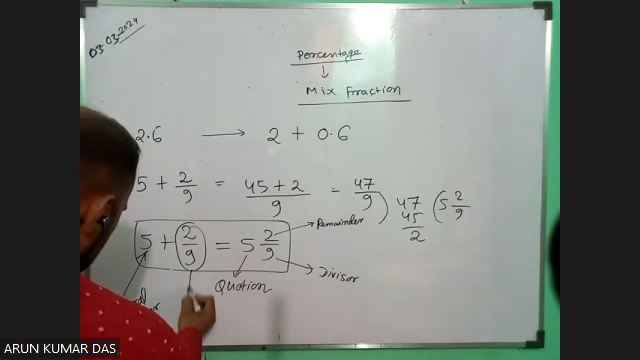 03-03-2024
Percentage
↓
Mix Fraction
2.6 → 2 + 0.6
5 + 2/9 = 45+2/9 = 47/9
9 ) 47 ( 5 2/9
45
2
5 + 2/9 = 5 2/9
Remainder
Divisor
Quotion
ARUN KUMAR DAS